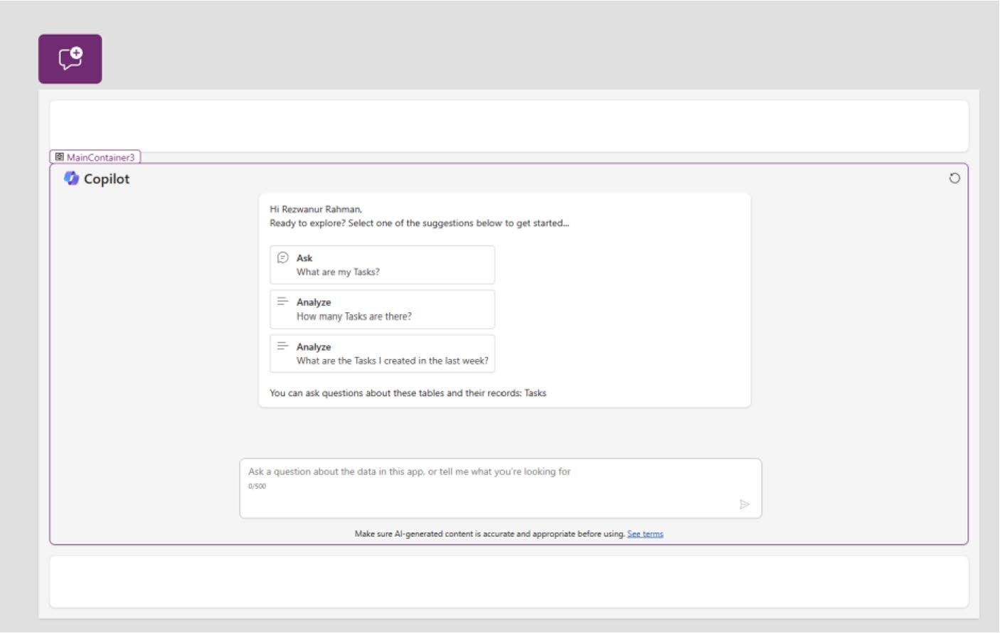 MainContainer3
Copilot
Hi Rezwanur Rahman,
Ready to explore? Select one of the suggestions below to get started...
Ask
What are my Tasks?
Analyze
How many Tasks are there?
Analyze
What are the Tasks I created in the last week?
You can ask questions about these tables and their records: Tasks
Ask a question about the data in this app, or tell me what you're looking for
0/500
Make sure AI-generated content is accurate and appropriate before using. See terms